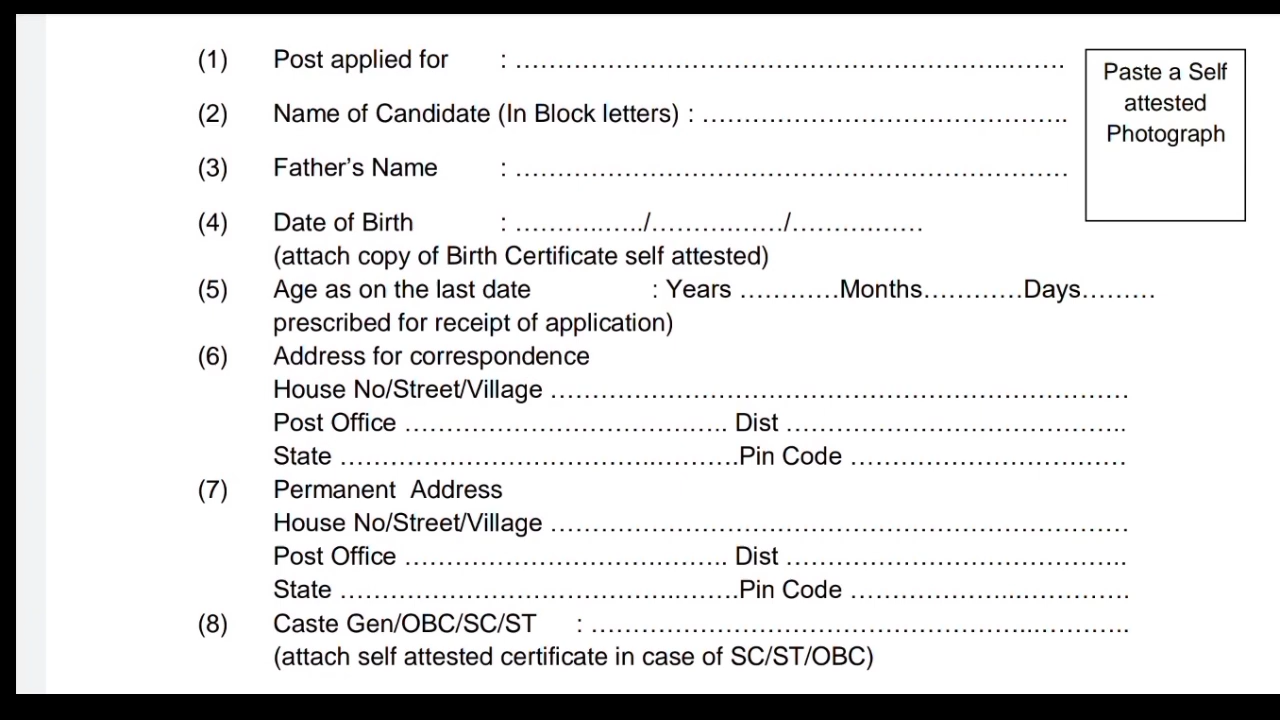 (1) Post applied for : ...........................................................................
Paste a Self
attested
Photograph
(2) Name of Candidate (In Block letters) : ..................................................
(3) Father’s Name : ...........................................................................
(4) Date of Birth : ................../................../..................
(attach copy of Birth Certificate self attested)
(5) Age as on the last date : Years ............Months............Days.........
prescribed for receipt of application)
(6) Address for correspondence
House No/Street/Village ...............................................................................
Post Office ............................................ Dist ..............................................
State ......................................................Pin Code .....................................
(7) Permanent Address
House No/Street/Village ...............................................................................
Post Office ............................................ Dist ..............................................
State ......................................................Pin Code .....................................
(8) Caste Gen/OBC/SC/ST : .........................................................................
(attach self attested certificate in case of SC/ST/OBC)